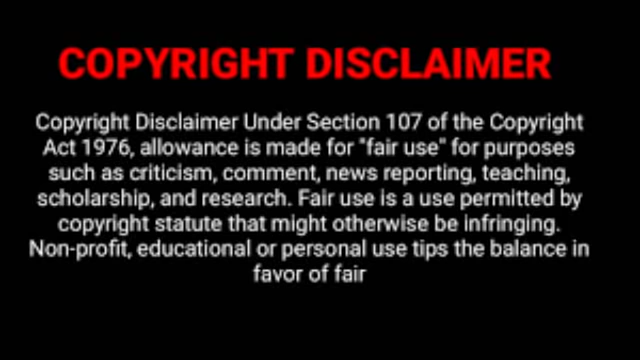 COPYRIGHT DISCLAIMER
Copyright Disclaimer Under Section 107 of the Copyright
Act 1976, allowance is made for "fair use" for purposes
such as criticism, comment, news reporting, teaching,
scholarship, and research. Fair use is a use permitted by
copyright statute that might otherwise be infringing.
Non-profit, educational or personal use tips the balance in
favor of fair